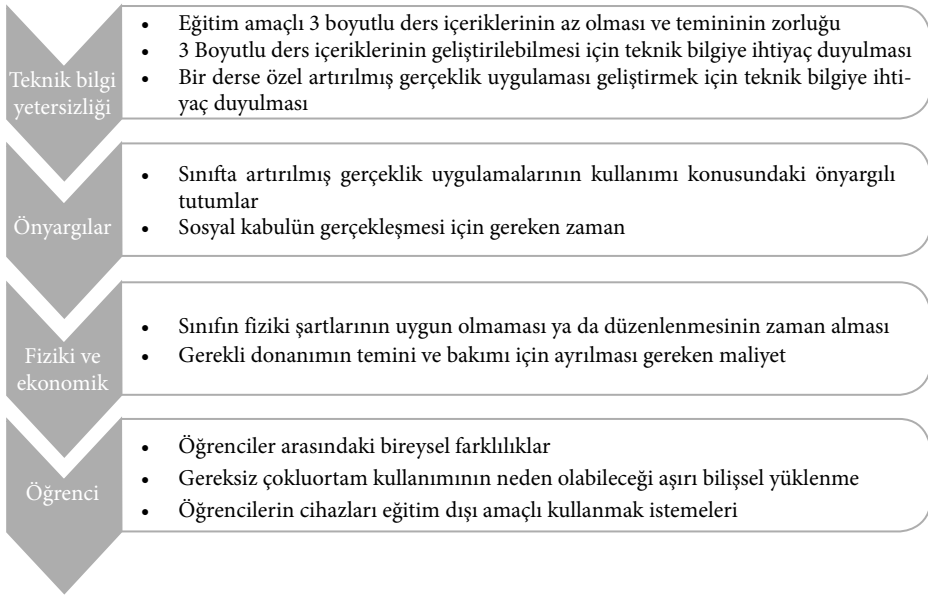 Teknik bilgi
yetersizliği
• Eğitim amaçlı 3 boyutlu ders içeriklerinin az olması ve temininin zorluğu
• 3 Boyutlu ders içeriklerinin geliştirilebilmesi için teknik bilgiye ihtiyaç duyulması
• Bir derse özel artırılmış gerçeklik uygulaması geliştirmek için teknik bilgiye ihti-
yaç duyulması
Önyargılar
• Sınıfta artırılmış gerçeklik uygulamalarının kullanımı konusundaki önyargılı
tutumlar
• Sosyal kabulün gerçekleşmesi için gereken zaman
Fiziki ve
ekonomik
• Sınıfın fiziki şartlarının uygun olmaması ya da düzenlenmesinin zaman alması
• Gerekli donanımın temini ve bakımı için ayrılması gereken maliyet
Öğrenci
• Öğrenciler arasındaki bireysel farklılıklar
• Gereksiz çokluortam kullanımının neden olabileceği aşırı bilişsel yüklenme
• Öğrencilerin cihazları eğitim dışı amaçlı kullanmak istemeleri